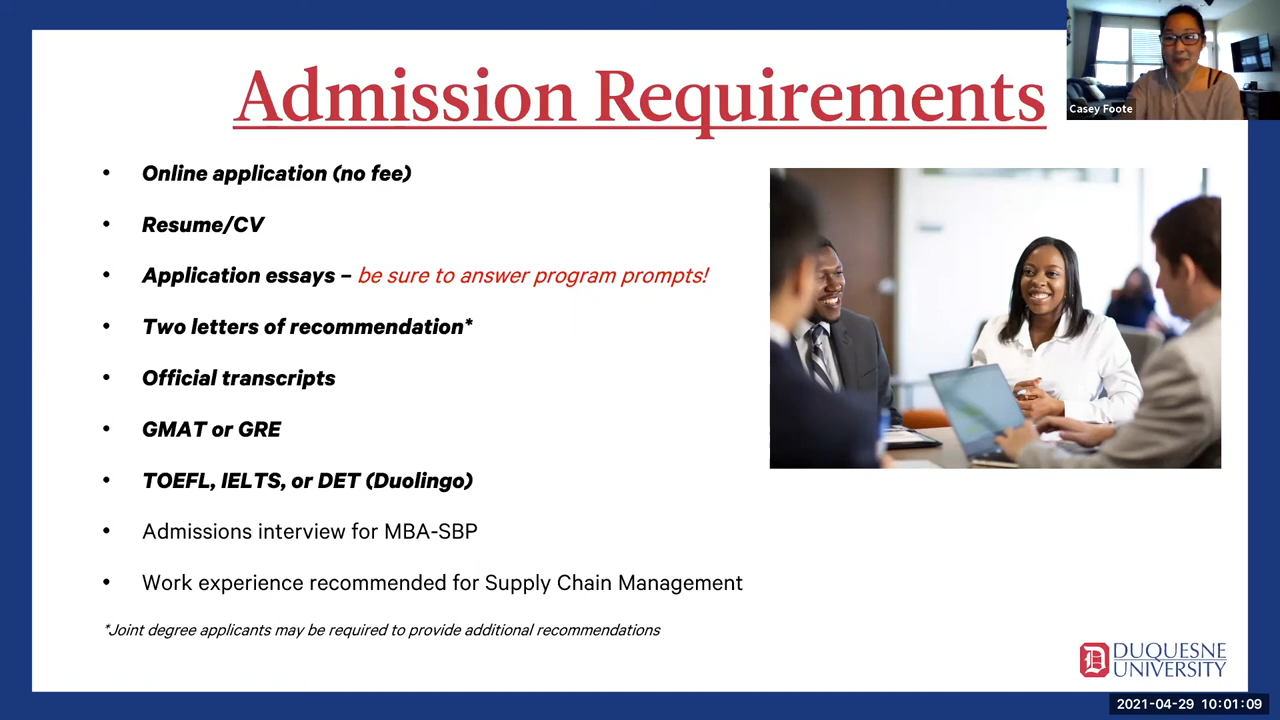 Admission Requirements
Casey Foote
• Online application (no fee)
• Resume/CV
• Application essays – be sure to answer program prompts!
• Two letters of recommendation*
• Official transcripts
• GMAT or GRE
• TOEFL, IELTS, or DET (Duolingo)
• Admissions interview for MBA-SBP
• Work experience recommended for Supply Chain Management
*Joint degree applicants may be required to provide additional recommendations
D DUQUESNE
UNIVERSITY
2021-04-29 10:01:09